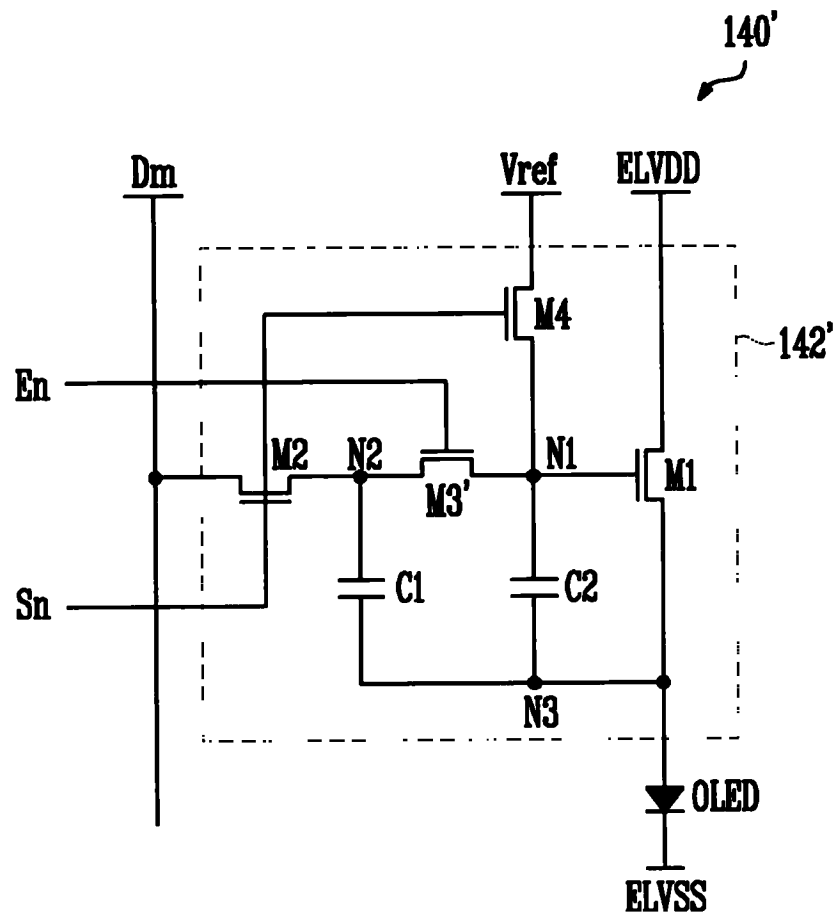 140'
Dm
Vref
ELVDD
M4
142'
En
M2
N2
N1
M3'
M1
C1
C2
Sn
N3
OLED
ELVSS